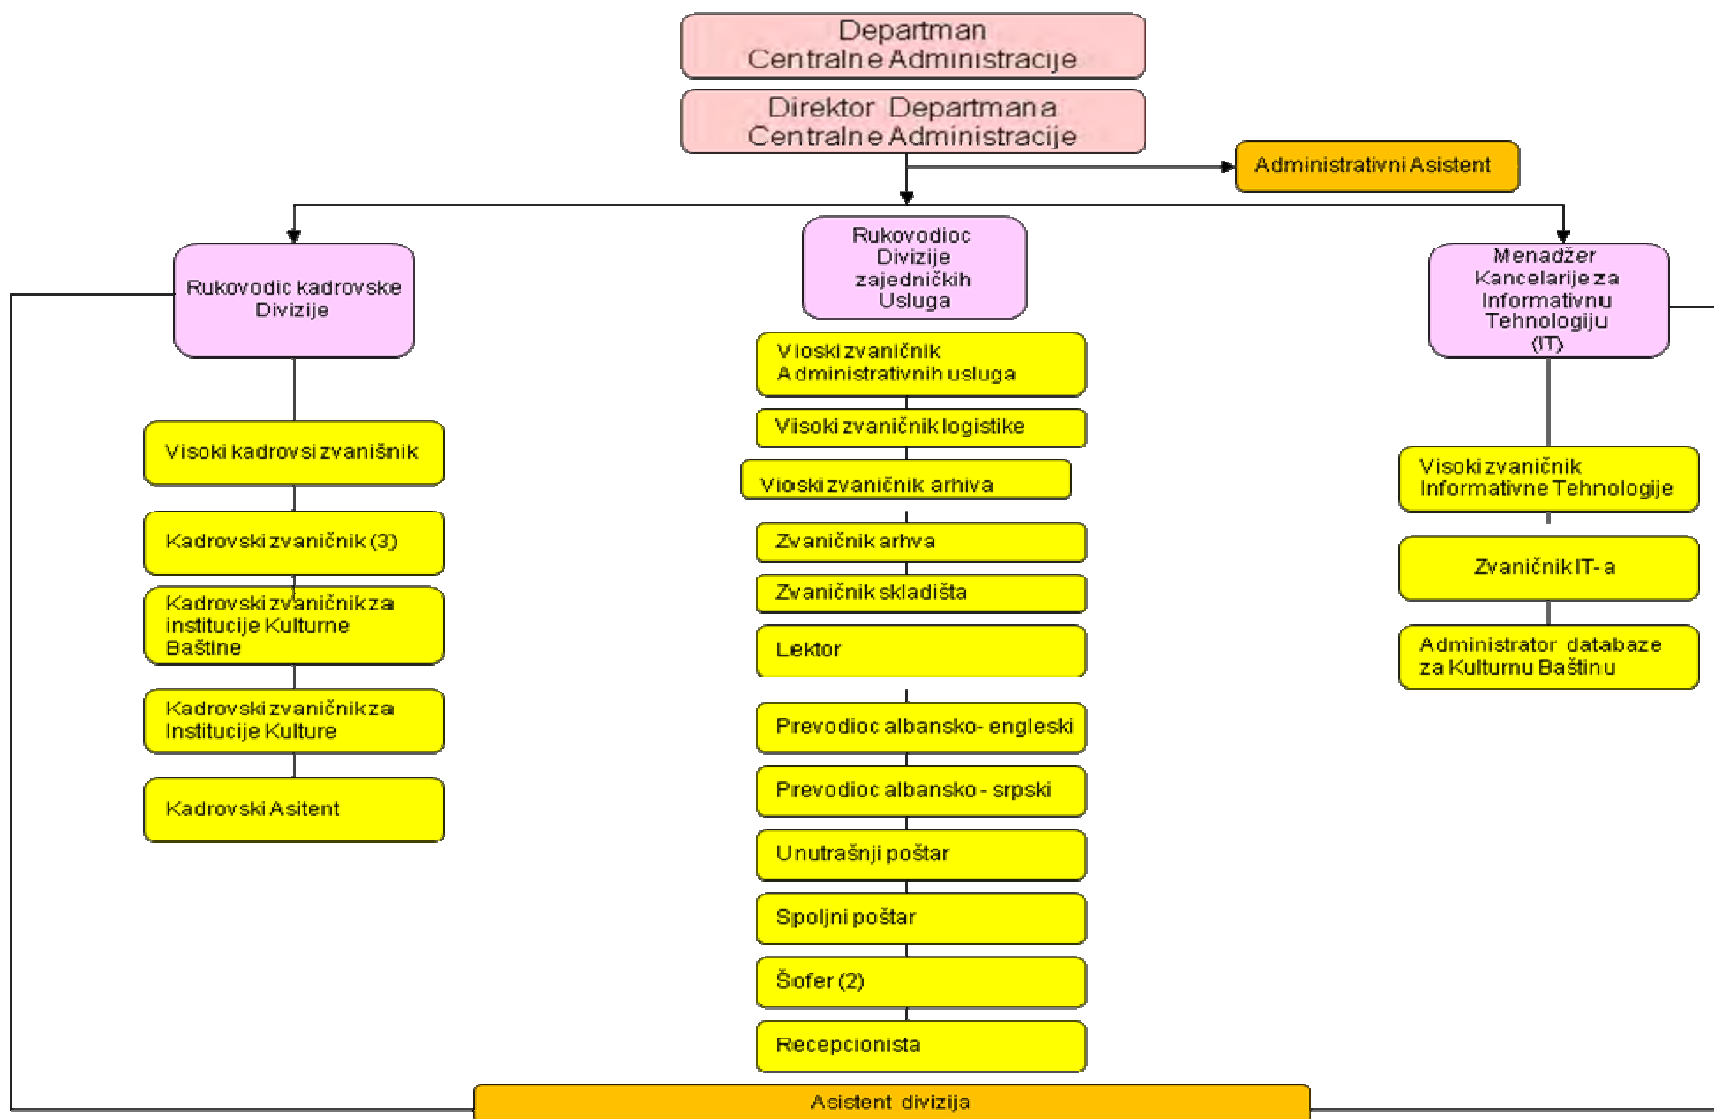 Departman
Centralne Administracije
Direktor Departmana
Centralne Administracije
Administrativni Asistent
Rukovodic kadrovske
Divizije
Rukovodioc
Divizije
zajedničkih
Usluga
Menadžer
Kancelarije za
Informativnu
Tehnologiju
(IT)
Visoki kadrovsi zvanišnik
Kadrovski zvaničnik (3)
Kadrovski zvaničnik za
institucije Kulturne
Baštine
Kadrovski zvaničnik za
Institucije Kulture
Kadrovski Asitent
Vioski zvaničnik
Administrativnih usluga
Viisoki zvaničnik logistike
Vioski zvaničnik arhiva
Zvaničnik arhva
Zvaničnik skladišta
Lektor
Prevodioc albansko- engleski
Prevodioc albansko - srpski
Unutrašnji poštar
Spoljni poštar
Šofer (2)
Recepcionista
Visoki zvaničnik
Informativne Tehnologije
Zvaničnik IT- a
Administrator databaze
za Kulturnu Baštinu
Asistent divizija